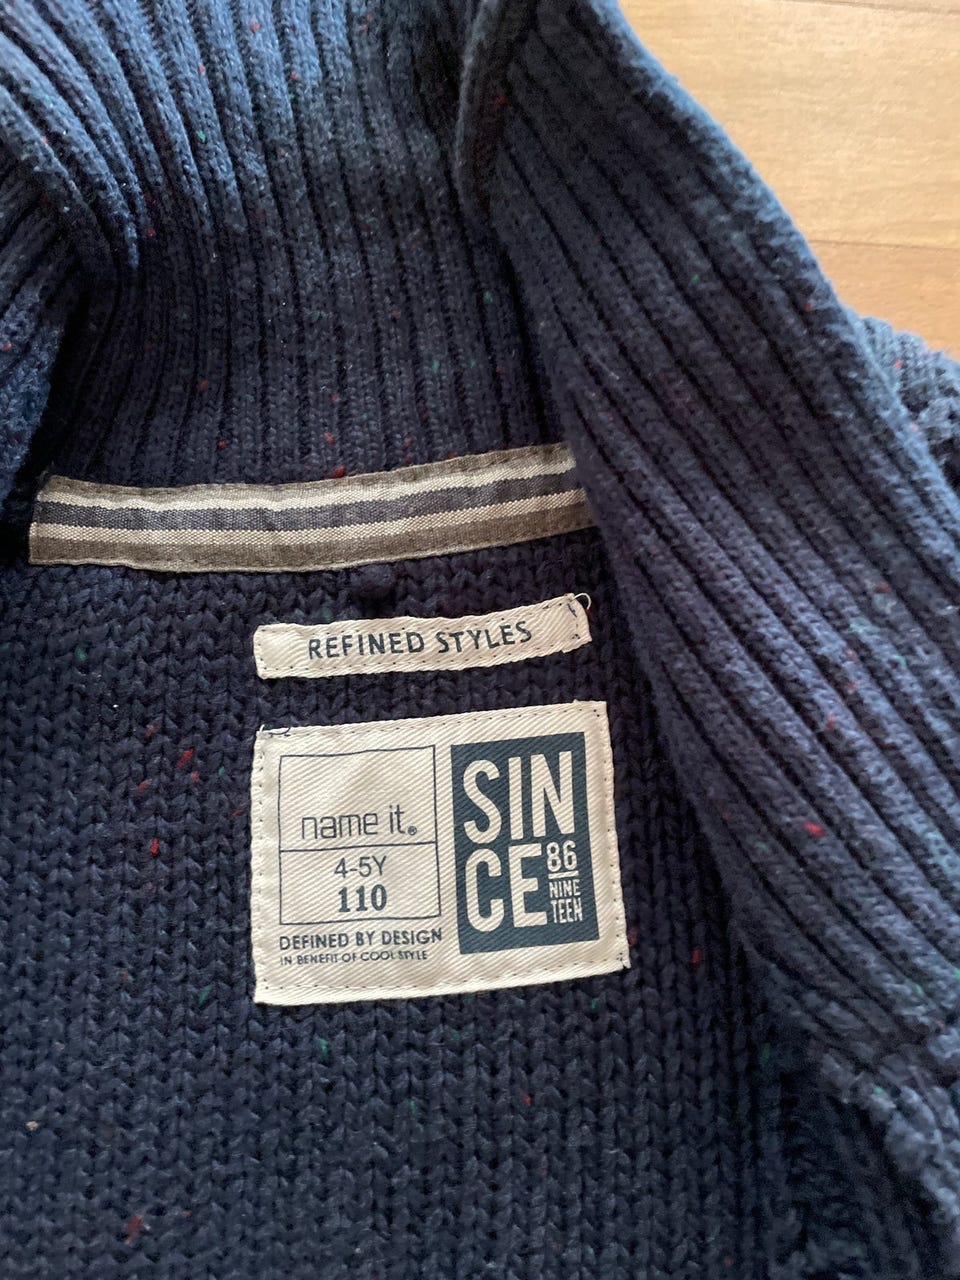 REFINED STYLES
name it.®
4-5Y
110
DEFINED BY DESIGN
IN BENEFIT OF COOL STYLE
SIN
CE
86
NINE
TEEN